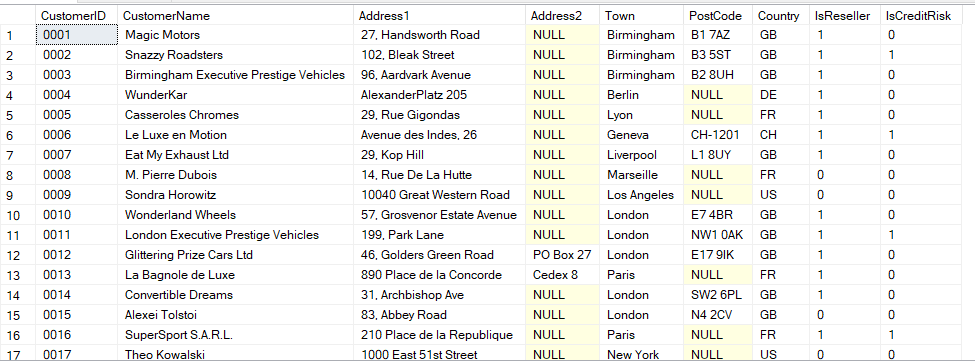 CustomerID CustomerName Address1 Address2 Town PostCode Country IsReseller IsCreditRisk
1 0001 Magic Motors 27, Handsworth Road NULL Birmingham B1 7AZ GB 1 0
2 0002 Snazzy Roadsters 102, Bleak Street NULL Birmingham B3 5ST GB 1 1
3 0003 Birmingham Executive Prestige Vehicles 96, Aardvark Avenue NULL Birmingham B2 8UH GB 1 0
4 0004 WunderKar AlexanderPlatz 205 NULL Berlin NULL DE 1 0
5 0005 Casseroles Chromes 29, Rue Gigondas NULL Lyon NULL FR 1 0
6 0006 Le Luxe en Motion Avenue des Indes, 26 NULL Geneva CH-1201 CH 1 1
7 0007 Eat My Exhaust Ltd 29, Kop Hill NULL Liverpool L1 8UY GB 1 0
8 0008 M. Pierre Dubois 14, Rue De La Hutte NULL Marseille NULL FR 0 0
9 0009 Sondra Horowitz 10040 Great Western Road NULL Los Angeles NULL US 0 0
10 0010 Wonderland Wheels 57, Grosvenor Estate Avenue NULL London E7 4BR GB 1 0
11 0011 London Executive Prestige Vehicles 199, Park Lane NULL London NW1 0AK GB 1 1
12 0012 Glittering Prize Cars Ltd 46, Golders Green Road PO Box 27 London E17 9IK GB 1 0
13 0013 La Bagnole de Luxe 890 Place de la Concorde Cedex 8 Paris NULL FR 1 0
14 0014 Convertible Dreams 31, Archbishop Ave NULL London SW2 6PL GB 1 0
15 0015 Alexei Tolstoi 83, Abbey Road NULL London N4 2CV GB 0 0
16 0016 SuperSport S.A.R.L. 210 Place de la Republique NULL Paris NULL FR 1 1
17 0017 Theo Kowalski 1000 East 51st Street NULL New York NULL US 0 0